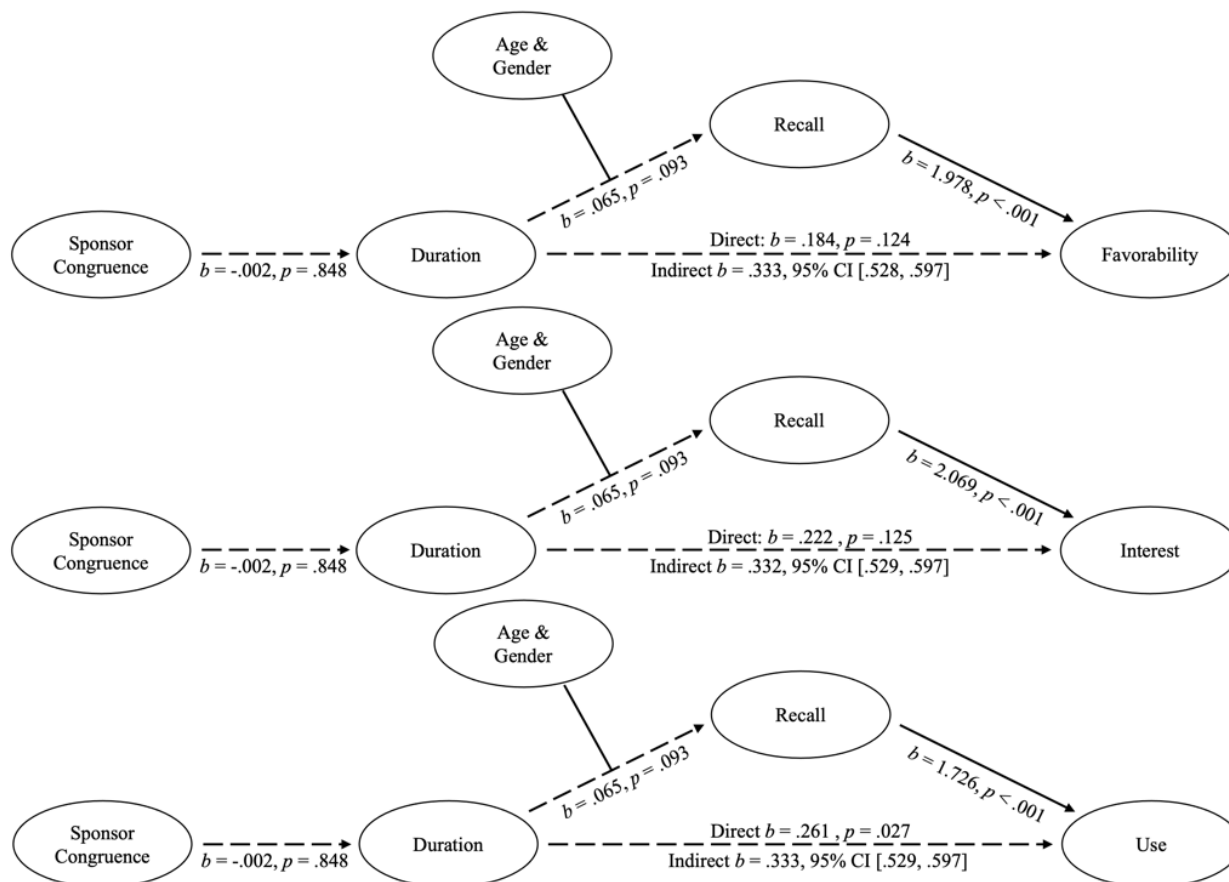 Age &
Gender
Recall
b = .065, p = .093
b = 1.978, p < .001
Sponsor
Congruence
b = -.002, p = .848
Duration
Direct: b = .184, p = .124
Indirect b = .333, 95% CI [.528, .597]
Favorability
Age &
Gender
Recall
b = .065, p = .093
b = 2.069, p < .001
Sponsor
Congruence
b = -.002, p = .848
Duration
Direct: b = .222 , p = .125
Indirect b = .332, 95% CI [.529, .597]
Interest
Age &
Gender
Recall
b = .065, p = .093
b = 1.726, p < .001
Sponsor
Congruence
b = -.002, p = .848
Duration
Direct b = .261 , p = .027
Indirect b = .333, 95% CI [.529, .597]
Use